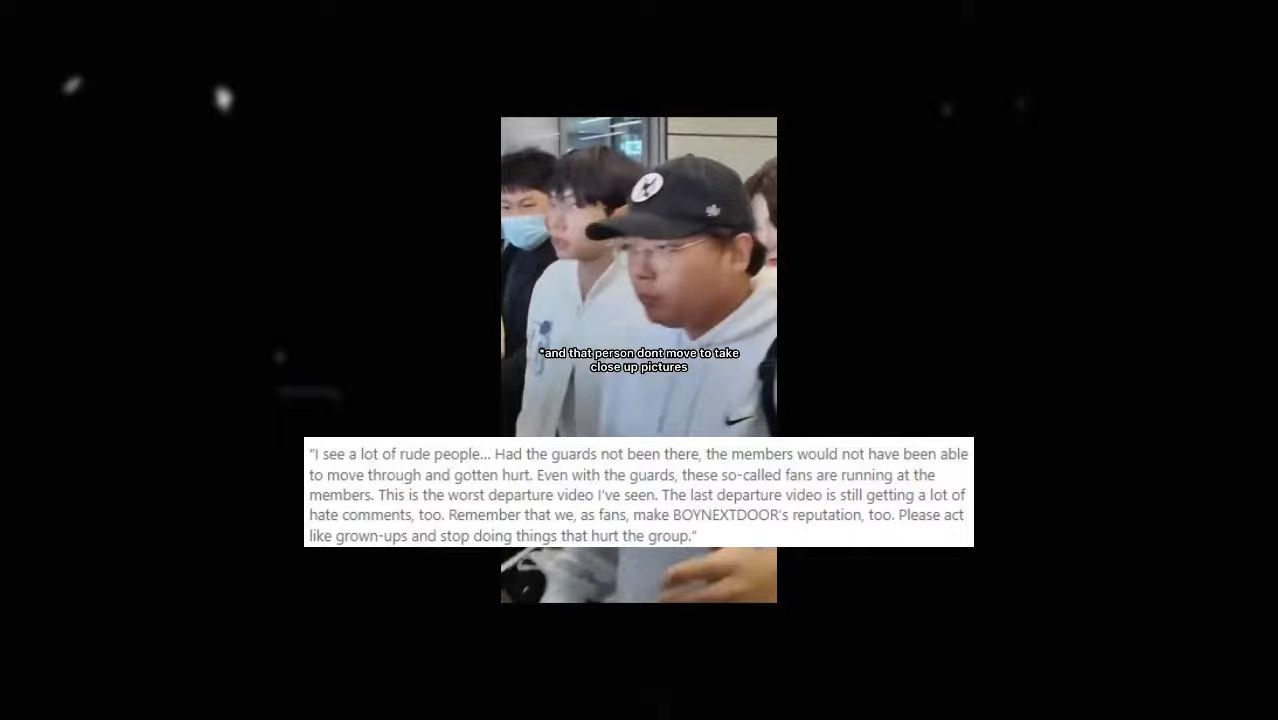 *and that person dont move to take
close up pictures
"I see a lot of rude people... Had the guards not been there, the members would not have been able
to move through and gotten hurt. Even with the guards, these so-called fans are running at the
members. This is the worst departure video I've seen. The last departure video is still getting a lot of
hate comments, too. Remember that we, as fans, make BOYNEXTDOOR's reputation, too. Please act
like grown-ups and stop doing things that hurt the group."